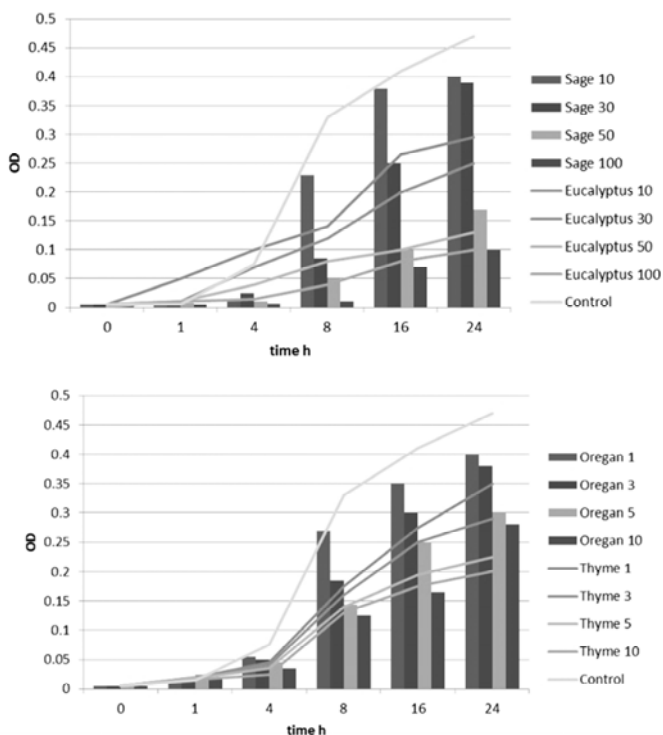 0.5
0.45
0.4
0.35
0.3
0.25
0.2
0.15
0.1
0.05
0
OD
0 1 4 8 16 24
time h
Sage 10
Sage 30
Sage 50
Sage 100
Eucalyptus 10
Eucalyptus 30
Eucalyptus 50
Eucalyptus 100
Control
0.5
0.45
0.4
0.35
0.3
0.25
0.2
0.15
0.1
0.05
0
OD
0 1 4 8 16 24
time h
Oregan 1
Oregan 3
Oregan 5
Oregan 10
Thyme 1
Thyme 3
Thyme 5
Thyme 10
Control